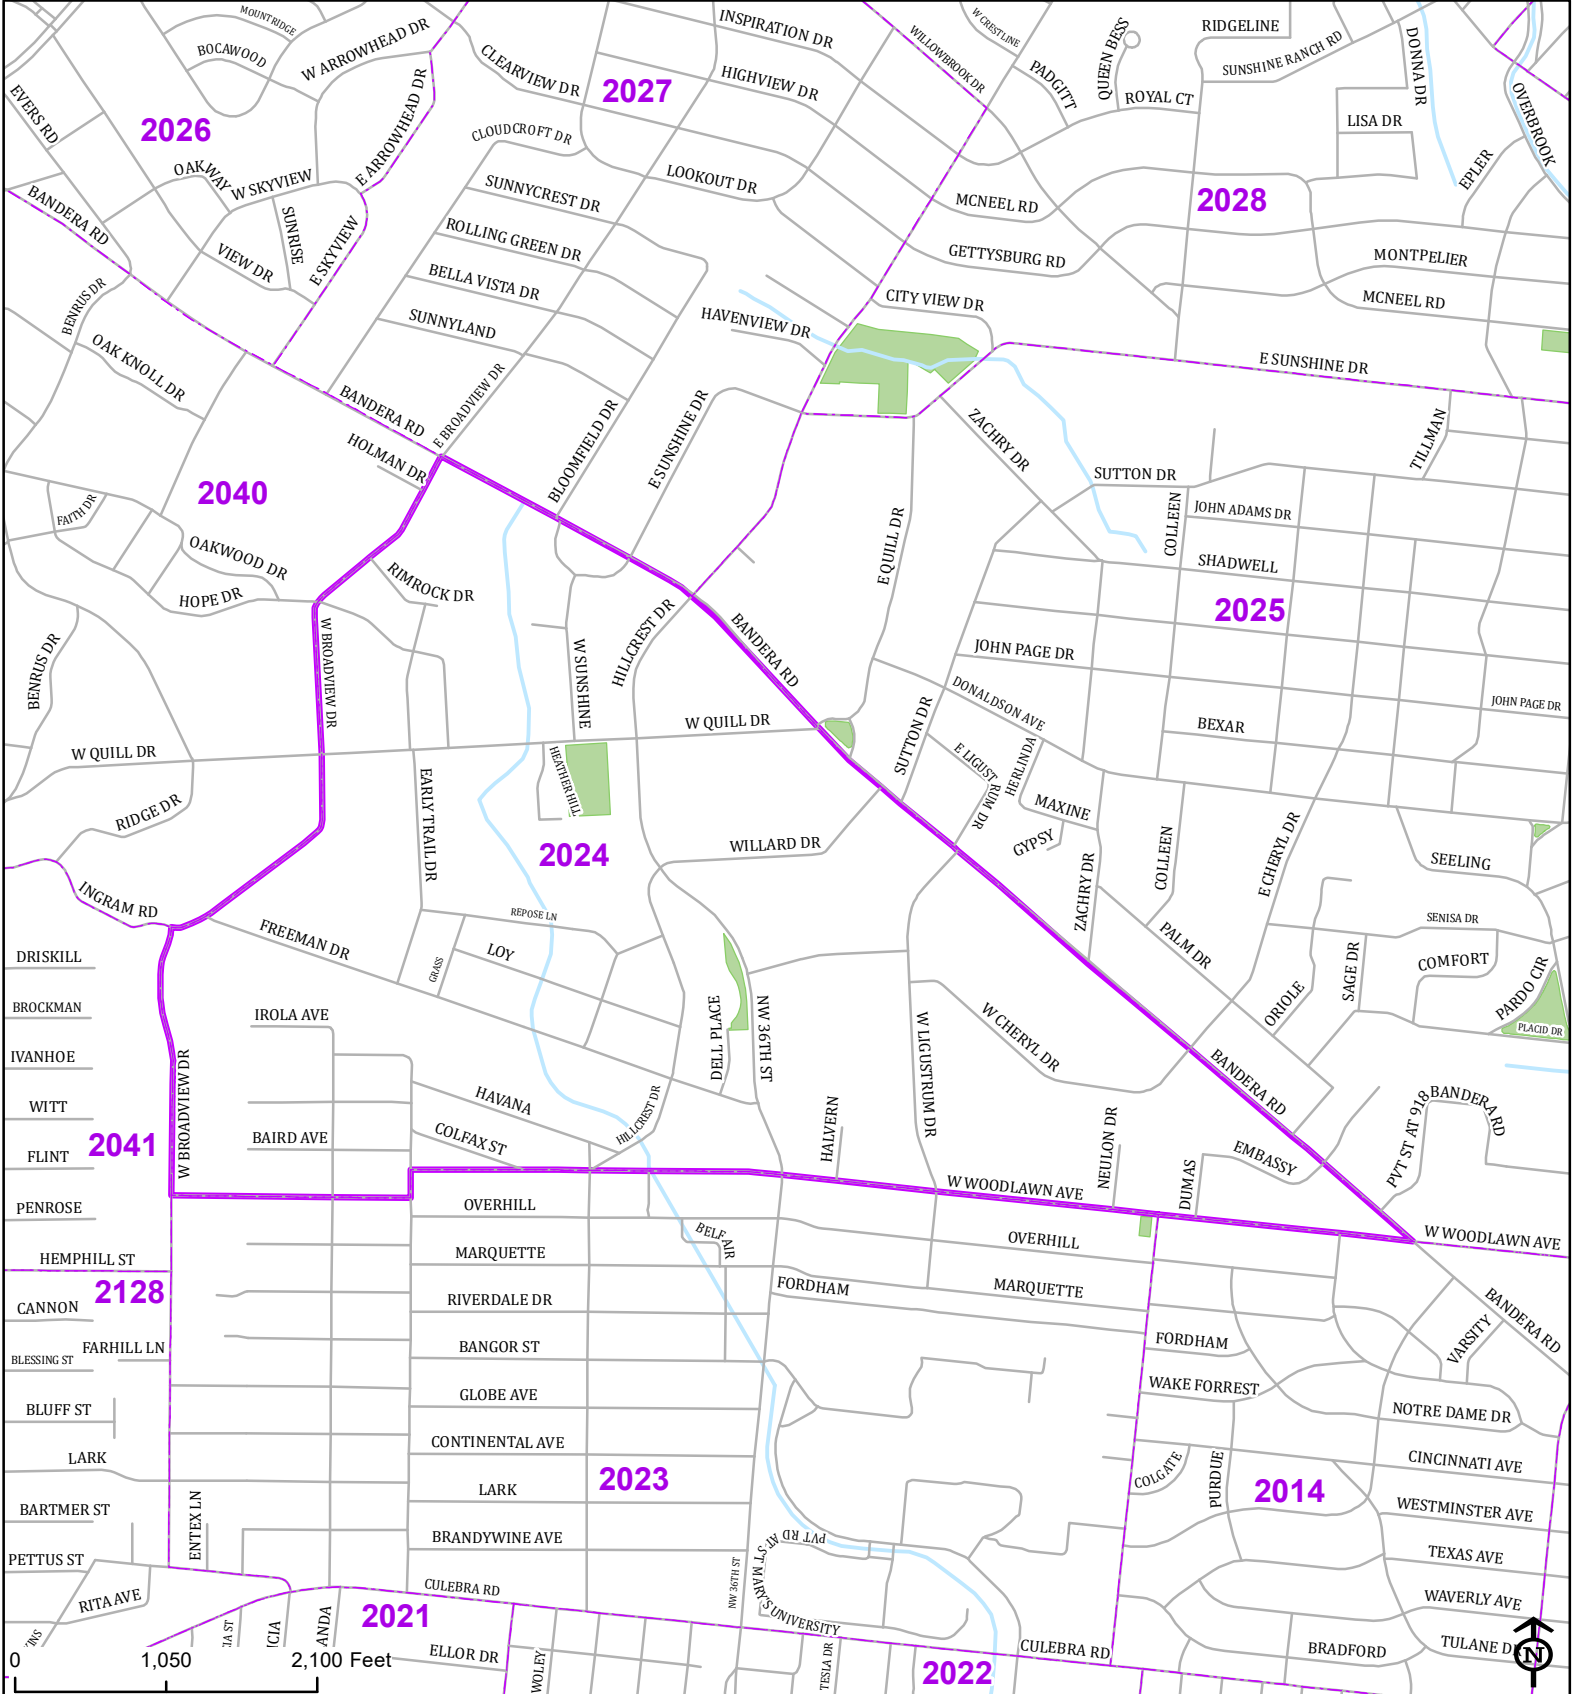 MOUNTRIDGE
BOCAWOOD
W ARROWHEAD DR
CLEARVIEW DR
INSPIRATION DR
WILLOWBROOK DR
W CRESTLINE
QUEEN BESS
RIDGELINE
SUNSHINE RANCH RD
DONNA DR
OVERBROOK
EVERS RD
2026
E ARROWHEAD DR
2027
HIGHVIEW DR
PADGITT
ROYAL CT
LISA DR
EPLER
CLOUDCROFT DR
OAKWAY
W SKYVIEW
SUNNYCREST DR
LOOKOUT DR
MCNEEL RD
2028
BANDERA RD
SUNRISE
E SKYVIEW
VIEW DR
ROLLING GREEN DR
BELLA VISTA DR
GETTYSBURG RD
MONTPELIER
MCNEEL RD
BENRUS DR
SUNNYLAND
HAVENVIEW DR
CITY VIEW DR
OAK KNOLL DR
E SUNSHINE DR
BANDERA RD
E BROADVIEW DR
HOLMAN DR
BLOOMFIELD DR
E SUNSHINE DR
ZACHRY DR
TILLMAN
2040
SUTTON DR
FAITH DR
COLLEEN
JOHN ADAMS DR
OAKWOOD DR
E QUILL DR
SHADWELL
HOPE DR
RIMROCK DR
2025
BENRUS DR
W BROADVIEW DR
W SUNSHINE
HILLCREST DR
BANDERA RD
JOHN PAGE DR
DONALDSON AVE
JOHN PAGE DR
W QUILL DR
W QUILL DR
SUTTON DR
BEXAR
HEATHER HILL
E LIGUSTRUM DR
HERLINDA
RIDGE DR
EARLY TRAIL DR
MAXINE
GYPSY
2024
WILLARD DR
ZACHRY DR
COLLEEN
E CHERYL DR
SEELING
INGRAM RD
FREEMAN DR
REPOSE LN
LOY
GRASS
SENISA DR
PALM DR
SAGE DR
COMFORT
PARDO CIR
DRISKILL
BROCKMAN
IROLA AVE
DELL PLACE
NW 36TH ST
W LIGUSTRUM DR
W CHERYL DR
ORIOLE
PLACID DR
IVANHOE
BANDERA RD
W BROADVIEW DR
HAVANA
HILLCREST DR
WITT
2041
BAIRD AVE
COLFAX ST
HALVERN
NEULON DR
DUMAS
EMBASSY
PVT ST AT 918 BANDERA RD
FLINT
PENROSE
OVERHILL
W WOODLAWN AVE
W WOODLAWN AVE
HEMPHILL ST
MARQUETTE
BELFAIR
OVERHILL
2128
CANNON
RIVERDALE DR
FORDHAM
MARQUETTE
BANDERA RD
FARHILL LN
BLESSING ST
BANGOR ST
FORDHAM
VARSITY
BLUFF ST
GLOBE AVE
WAKE FORREST
NOTRE DAME DR
LARK
CONTINENTAL AVE
COLGATE
PURDUE
CINCINNATI AVE
2023
2014
BARTMER ST
LARK
WESTMINSTER AVE
ENTEX LN
BRANDYWINE AVE
PVT RD AT ST MARY'S UNIVERSITY
PETTUS ST
TEXAS AVE
RITA AVE
CULEBRA RD
NW 36TH ST
WAVERLY AVE
2021
INS
IA ST
CIA
ANDA
ELLOR DR
WOLEY
TESLA DR
2022
CULEBRA RD
BRADFORD
TULANE D
N
0 1,050 2,100 Feet